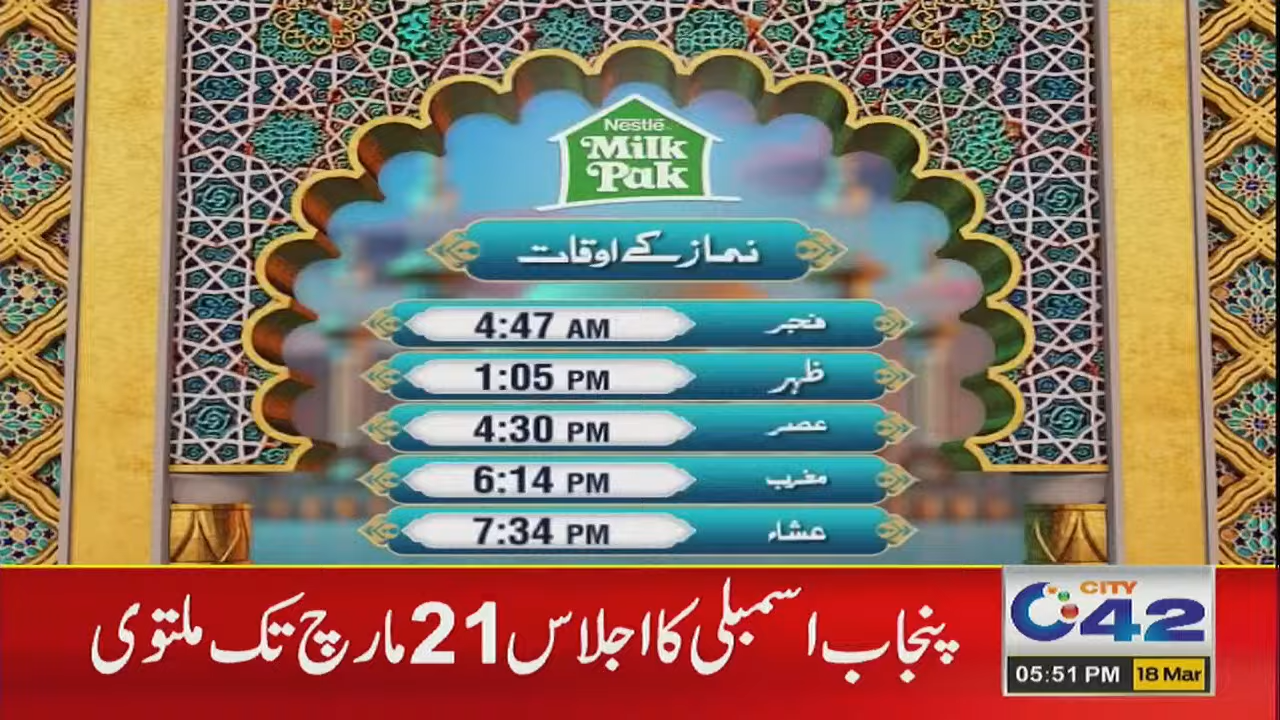 Nestlé
Milk
Pak
نماز کے اوقات
فجر 4:47 AM
ظہر 1:05 PM
عصر 4:30 PM
مغرب 6:14 PM
عشاء 7:34 PM
پنجاب اسمبلی کا اجلاس 21 مارچ تک ملتوی
CITY
42
05:51 PM 18 Mar